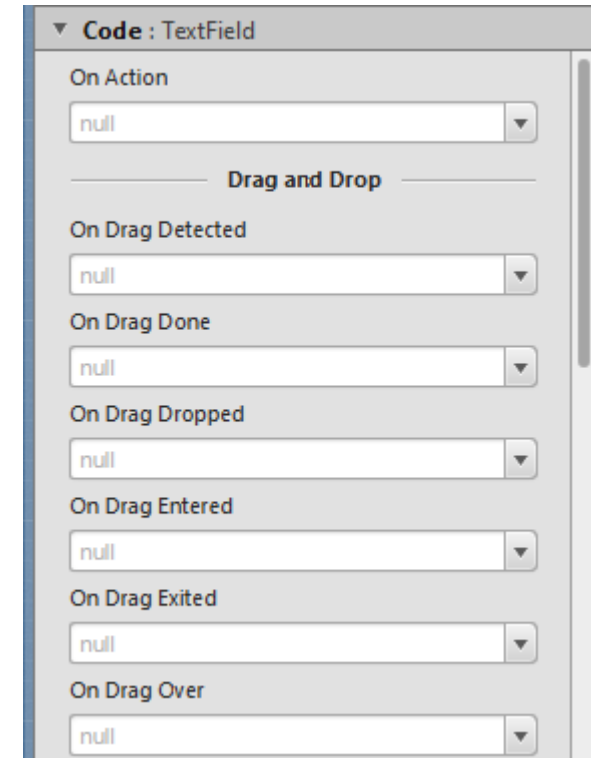 Code : TextField
On Action
null
Drag and Drop
On Drag Detected
null
On Drag Done
null
On Drag Dropped
null
On Drag Entered
null
On Drag Exited
null
On Drag Over
null